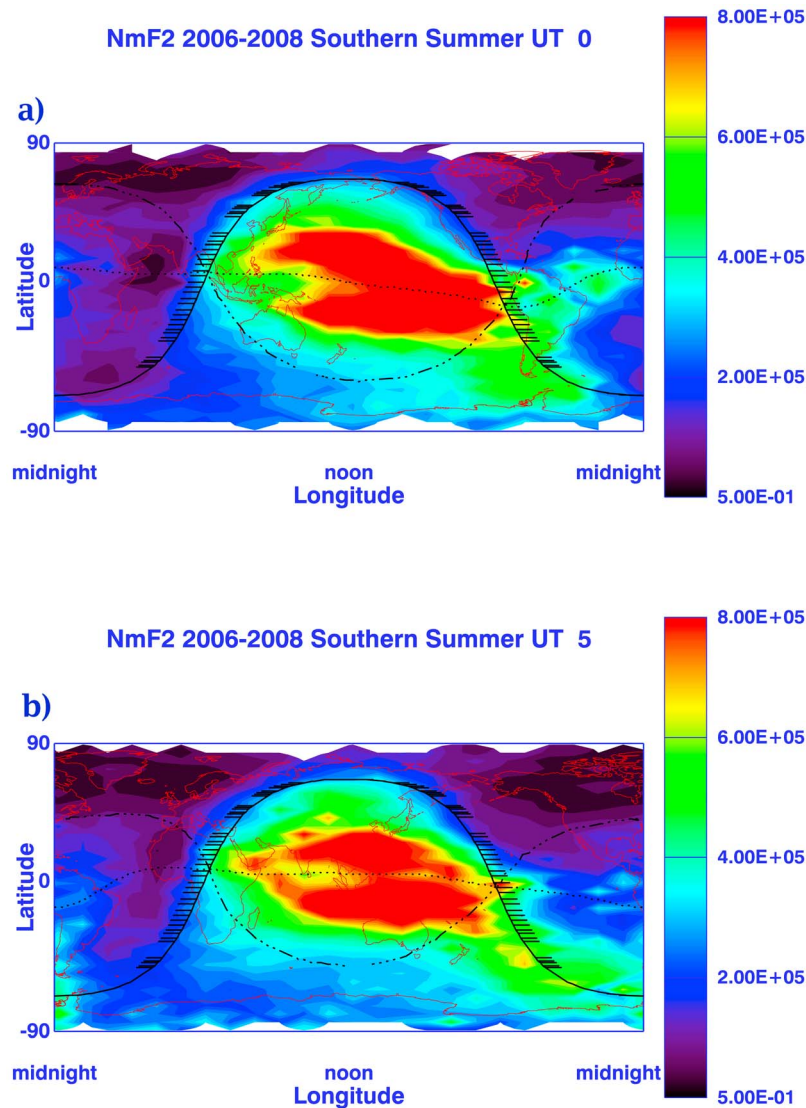 NmF2 2006-2008 Southern Summer UT 0
a)
8.00E+05
6.00E+05
4.00E+05
2.00E+05
5.00E-01
90
0
-90
Latitude
midnight noon midnight
Longitude
NmF2 2006-2008 Southern Summer UT 5
b)
8.00E+05
6.00E+05
4.00E+05
2.00E+05
5.00E-01
90
0
-90
Latitude
midnight noon midnight
Longitude